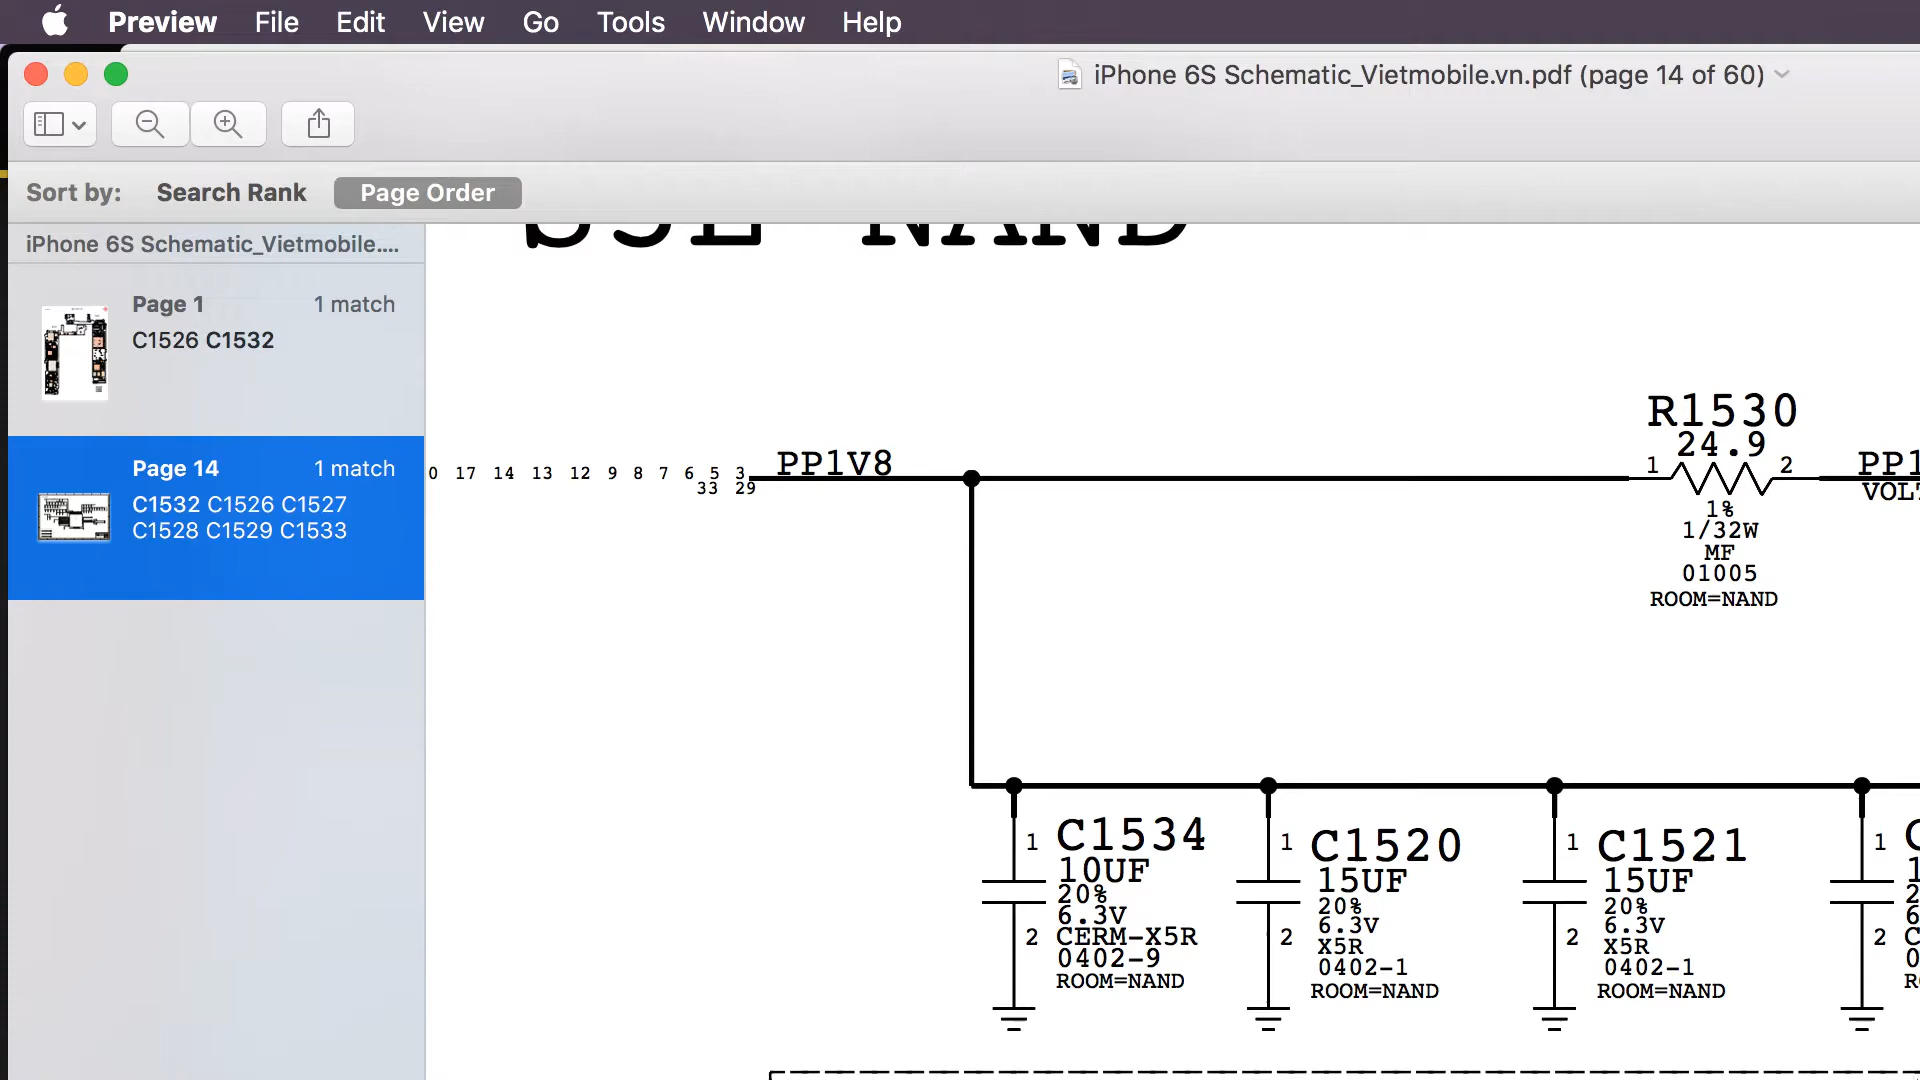 Preview File Edit View Go Tools Window Help
iPhone 6S Schematic_Vietmobile.vn.pdf (page 14 of 60)
Sort by: Search Rank Page Order
iPhone 6S Schematic_Vietmobile....
Page 1 1 match
C1526 C1532
Page 14 1 match
C1532 C1526 C1527
C1528 C1529 C1533
NAND
0 17 14 13 12 9 8 7 6 5 3
33 29
PP1V8
R1530
24.9
1 2
1%
1/32W
MF
01005
ROOM=NAND
PP1
VOLT
1 C1534
10UF
20%
6.3V
2 CERM-X5R
0402-9
ROOM=NAND
1 C1520
15UF
20%
6.3V
2 X5R
0402-1
ROOM=NAND
1 C1521
15UF
20%
6.3V
2 X5R
0402-1
ROOM=NAND
1
2